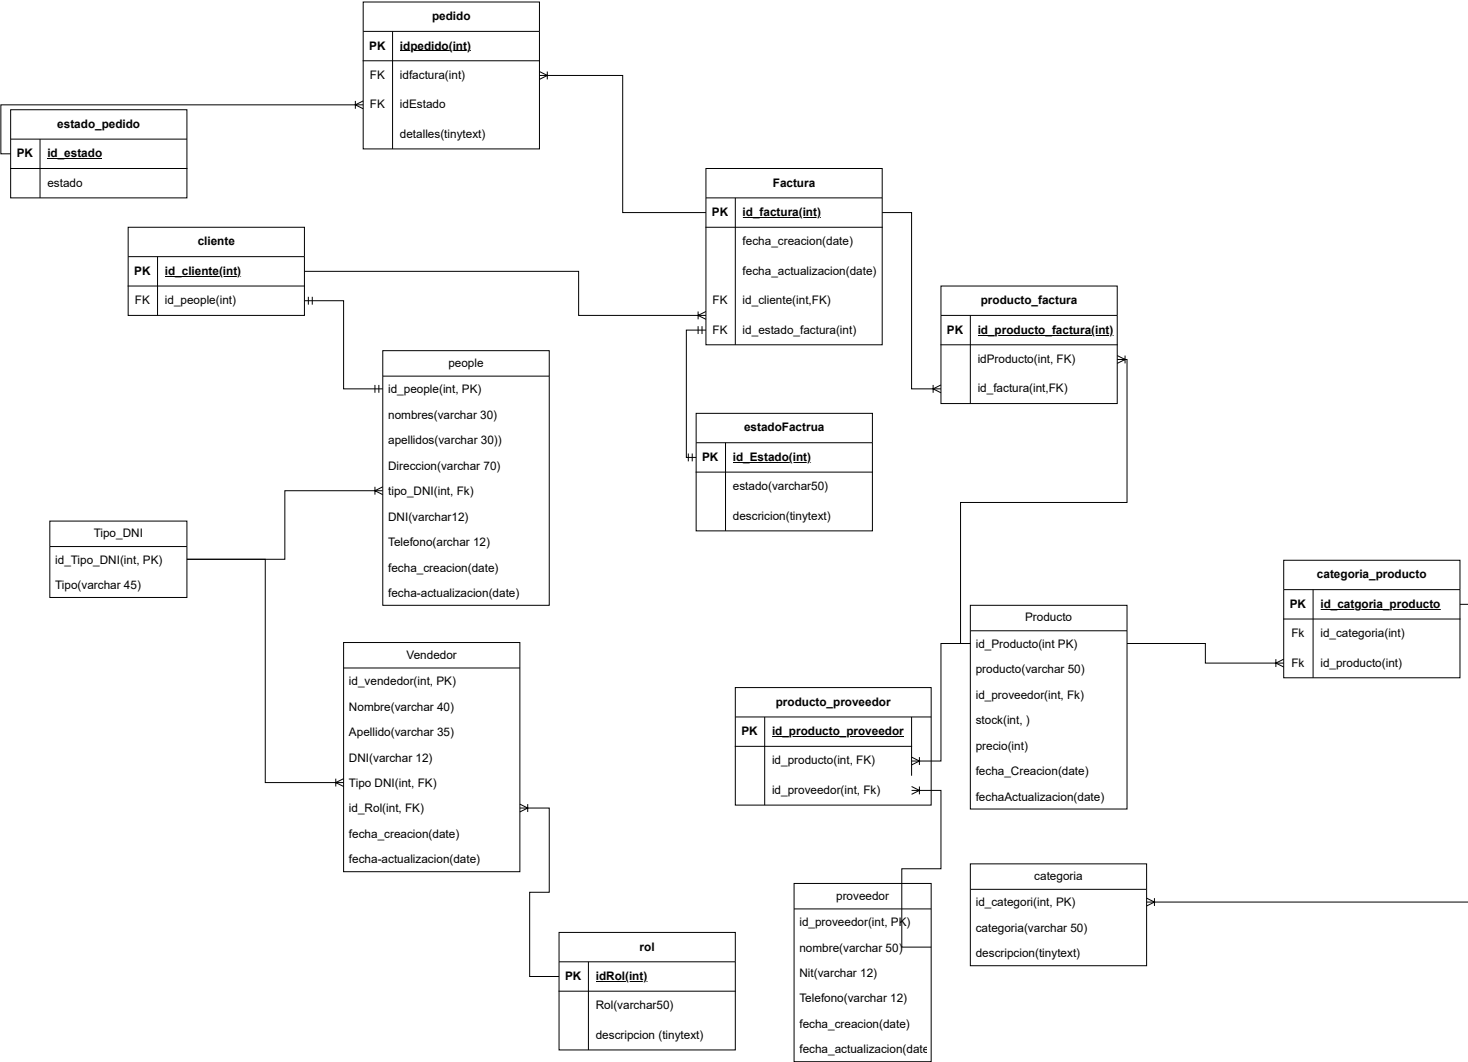 pedido
PK idpedido(int)
FK idfactura(int)
FK idEstado
detalles(tinytext)
estado_pedido
PK id_estado
estado
Factura
PK id_factura(int)
fecha_creacion(date)
fecha_actualizacion(date)
FK id_cliente(int,FK)
FK id_estado_factura(int)
cliente
PK id_cliente(int)
FK id_people(int)
producto_factura
PK id_producto_factura(int)
idProducto(int, FK)
id_factura(int,FK)
people
id_people(int, PK)
nombres(varchar 30)
apellidos(varchar 30))
Direccion(varchar 70)
tipo_DNI(int, Fk)
DNI(varchar12)
Telefono(archar 12)
fecha_creacion(date)
fecha-actualizacion(date)
estadoFactrua
PK id_Estado(int)
estado(varchar50)
descricion(tinytext)
Tipo_DNI
id_Tipo_DNI(int, PK)
Tipo(varchar 45)
categoria_producto
PK id_catgoria_producto
Fk id_categoria(int)
Fk id_producto(int)
Producto
id_Producto(int PK)
producto(varchar 50)
id_proveedor(int, Fk)
stock(int, )
precio(int)
fecha_Creacion(date)
fechaActualizacion(date)
Vendedor
id_vendedor(int, PK)
Nombre(varchar 40)
Apellido(varchar 35)
DNI(varchar 12)
Tipo DNI(int, FK)
id_Rol(int, FK)
fecha_creacion(date)
fecha-actualizacion(date)
producto_proveedor
PK id_producto_proveedor
id_producto(int, FK)
id_proveedor(int, Fk)
proveedor
id_proveedor(int, PK)
nombre(varchar 50)
Nit(varchar 12)
Telefono(varchar 12)
fecha_creacion(date)
fecha_actualizacion(date
categoria
id_categori(int, PK)
categoria(varchar 50)
descripcion(tinytext)
rol
PK idRol(int)
Rol(varchar50)
descripcion (tinytext)